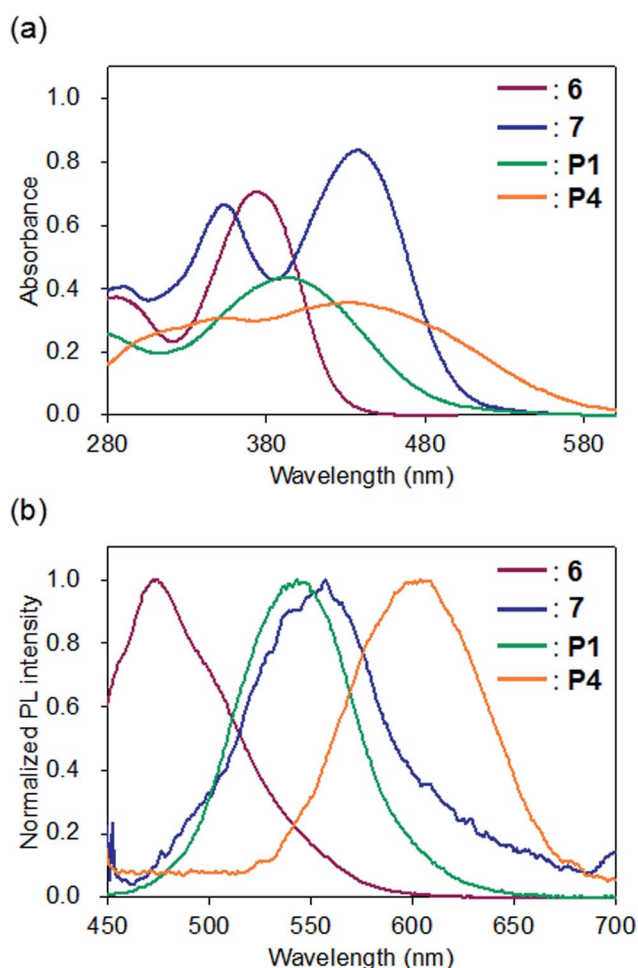 (a)
1.0
0.8
0.6
0.4
0.2
0.0
Absorbance
: 6
: 7
: P1
: P4
280 380 480 580
Wavelength (nm)
(b)
1.0
0.8
0.6
0.4
0.2
0.0
Normalized PL intensity
: 6
: 7
: P1
: P4
450 500 550 600 650 700
Wavelength (nm)